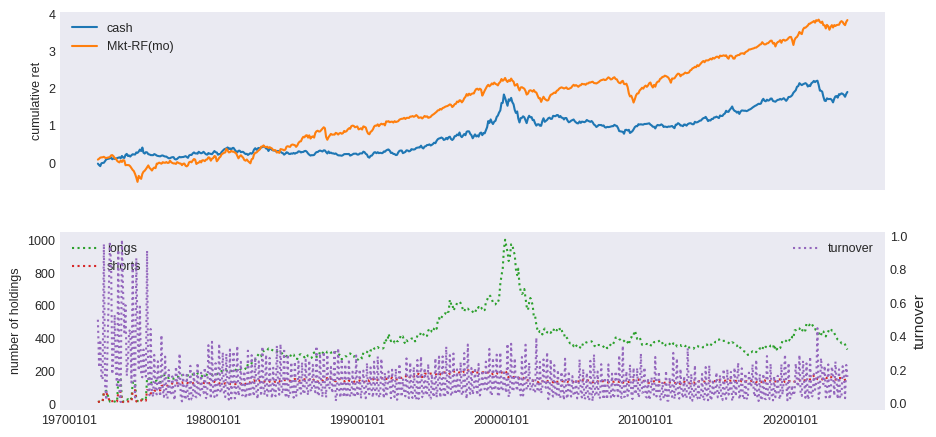 4
3
2
1
0
cumulative ret
cash
Mkt-RF(mo)
1000
800
600
400
200
0
number of holdings
longs
shorts
turnover
1.0
0.8
0.6
0.4
0.2
0.0
turnover
19700101
19800101
19900101
20000101
20100101
20200101